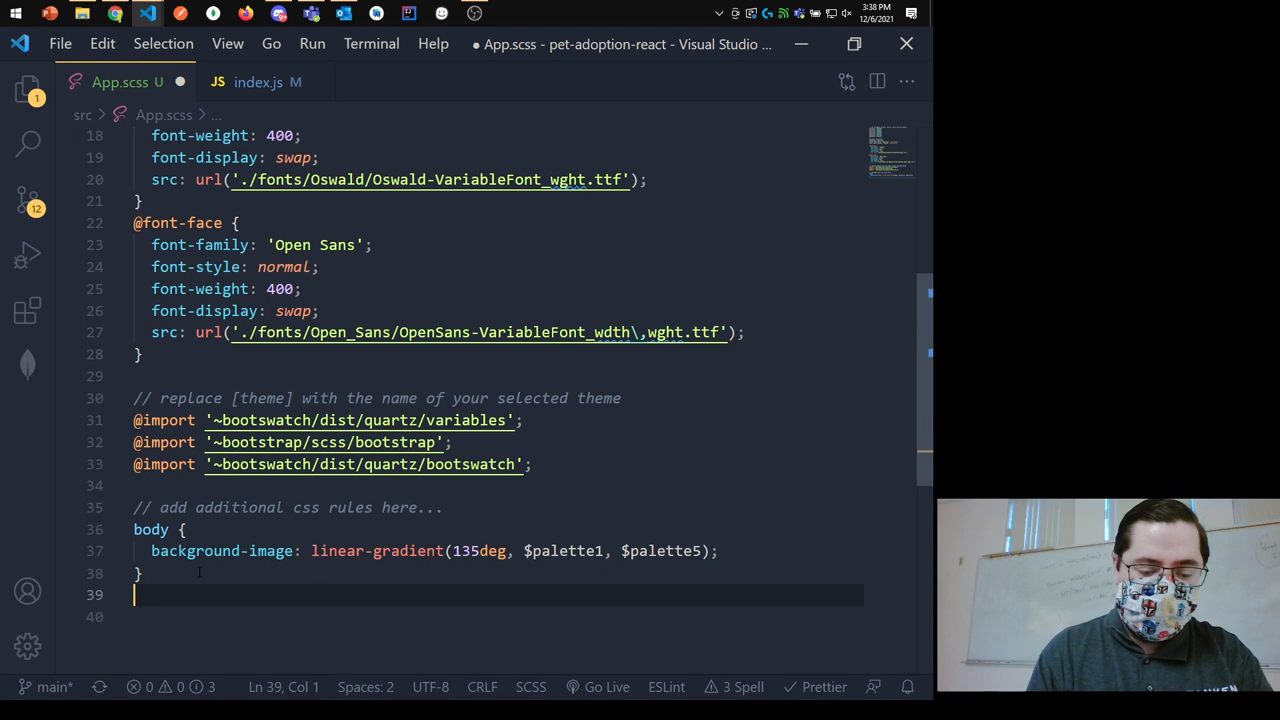 3:38 PM
12/6/2021
File Edit Selection View Go Run Terminal Help ● App.scss - pet-adoption-react - Visual Studio ...
App.scss U ● JS index.js M
1
src > App.scss > ...
18 font-weight: 400;
19 font-display: swap;
20 src: url('./fonts/Oswald/Oswald-VariableFont_wght.ttf');
21 }
22 @font-face {
23 font-family: 'Open Sans';
24 font-style: normal;
25 font-weight: 400;
26 font-display: swap;
27 src: url('./fonts/Open_Sans/OpenSans-VariableFont_wdth\,wght.ttf');
28 }
29
30 // replace [theme] with the name of your selected theme
31 @import '~bootswatch/dist/quartz/variables';
32 @import '~bootstrap/scss/bootstrap';
33 @import '~bootswatch/dist/quartz/bootswatch';
34
35 // add additional css rules here...
36 body {
37 background-image: linear-gradient(135deg, $palette1, $palette5);
38 }
39
40
12
main* 0 0 3 Ln 39, Col 1 Spaces: 2 UTF-8 CRLF SCSS Go Live ESLint 3 Spell Prettier